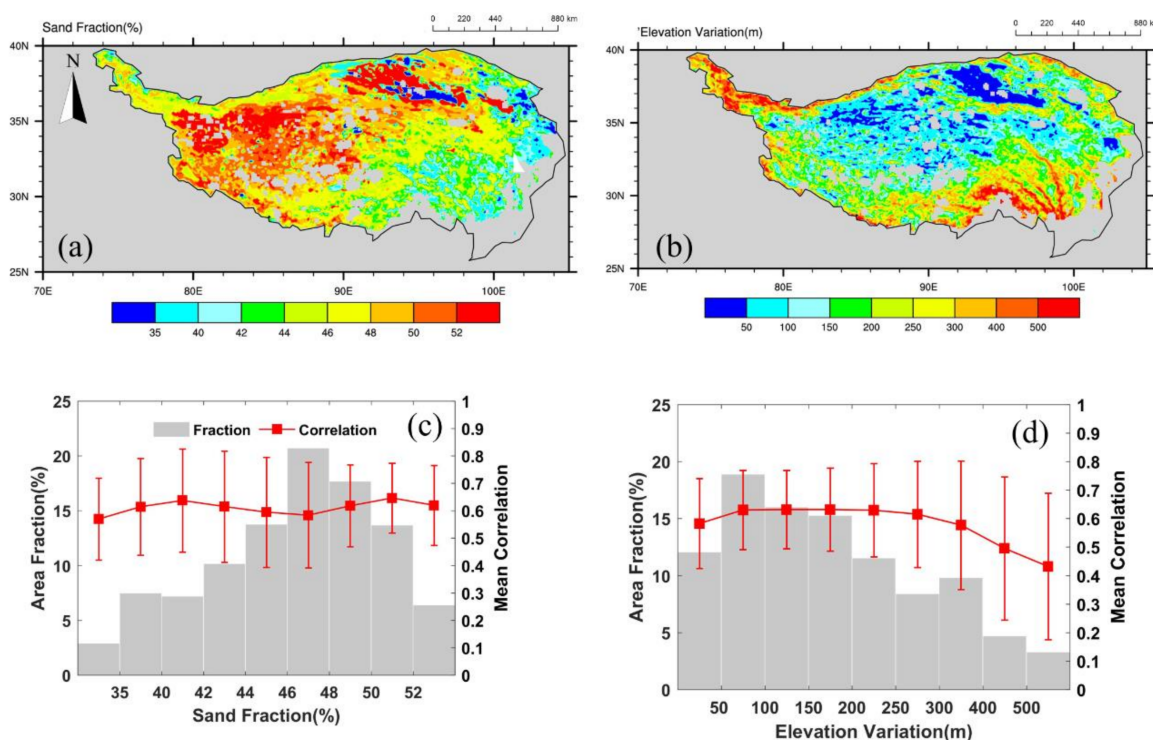 Sand Fraction(%)
0 220 440 880 km
40N
35N
30N
25N
N
(a)
70E 80E 90E 100E
35 40 42 44 46 48 50 52
'Elevation Variation(m)
0 220 440 880 km
40N
35N
30N
25N
(b)
70E 80E 90E 100E
50 100 150 200 250 300 400 500
25
20
15
10
5
0
Area Fraction(%)
Fraction Correlation
(c)
1
0.9
0.8
0.7
0.6
0.5
0.4
0.3
0.2
0.1
0
Mean Correlation
35 40 42 44 46 48 50 52
Sand Fraction(%)
25
20
15
10
5
0
Area Fraction(%)
(d)
1
0.9
0.8
0.7
0.6
0.5
0.4
0.3
0.2
0.1
0
Mean Correlation
50 100 150 200 250 300 400 500
Elevation Variation(m)